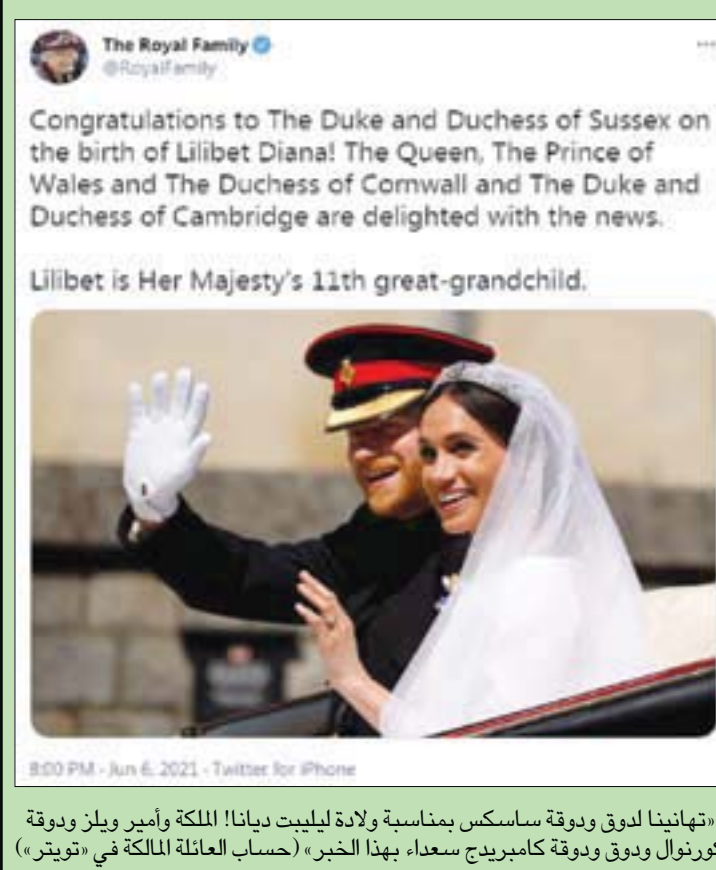 The Royal Family
@RoyalFamily
Congratulations to The Duke and Duchess of Sussex on
the birth of Lilibet Diana! The Queen, The Prince of
Wales and The Duchess of Cornwall and The Duke and
Duchess of Cambridge are delighted with the news.
Lilibet is Her Majesty's 11th great-grandchild.
8:00 PM - Jun 6, 2021 - Twitter for iPhone
«تهانينا لدوق ودوقة ساسكس بمناسبة ولادة ليليبت ديانا! الملكة وأمير ويلز ودوقة
كورنوال ودوق ودوقة كامبريدج سعداء بهذا الخبر» (حساب العائلة المالكة في «تويتر»)